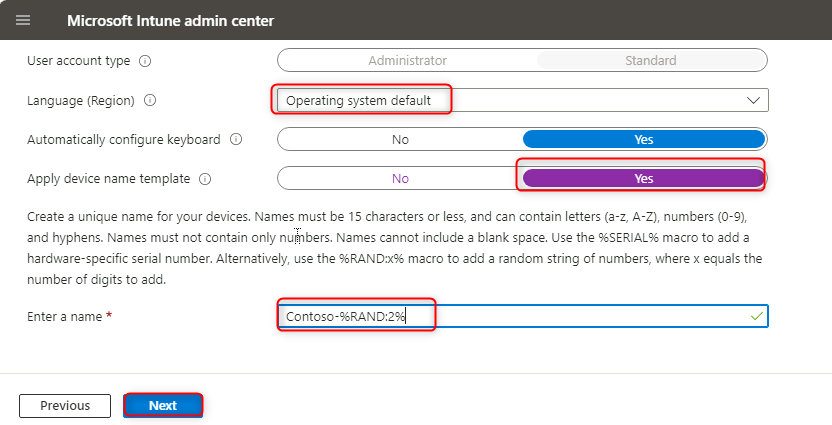 Microsoft Intune admin center
User account type
Administrator
Standard
Language (Region)
Operating system default
Automatically configure keyboard
No
Yes
Apply device name template
No
Yes
Create a unique name for your devices. Names must be 15 characters or less, and can contain letters (a-z, A-Z), numbers (0-9),
and hyphens. Names must not contain only numbers. Names cannot include a blank space. Use the %SERIAL% macro to add a
hardware-specific serial number. Alternatively, use the %RAND:x% macro to add a random string of numbers, where x equals the
number of digits to add.
Enter a name *
Contoso-%RAND:2%
Previous
Next